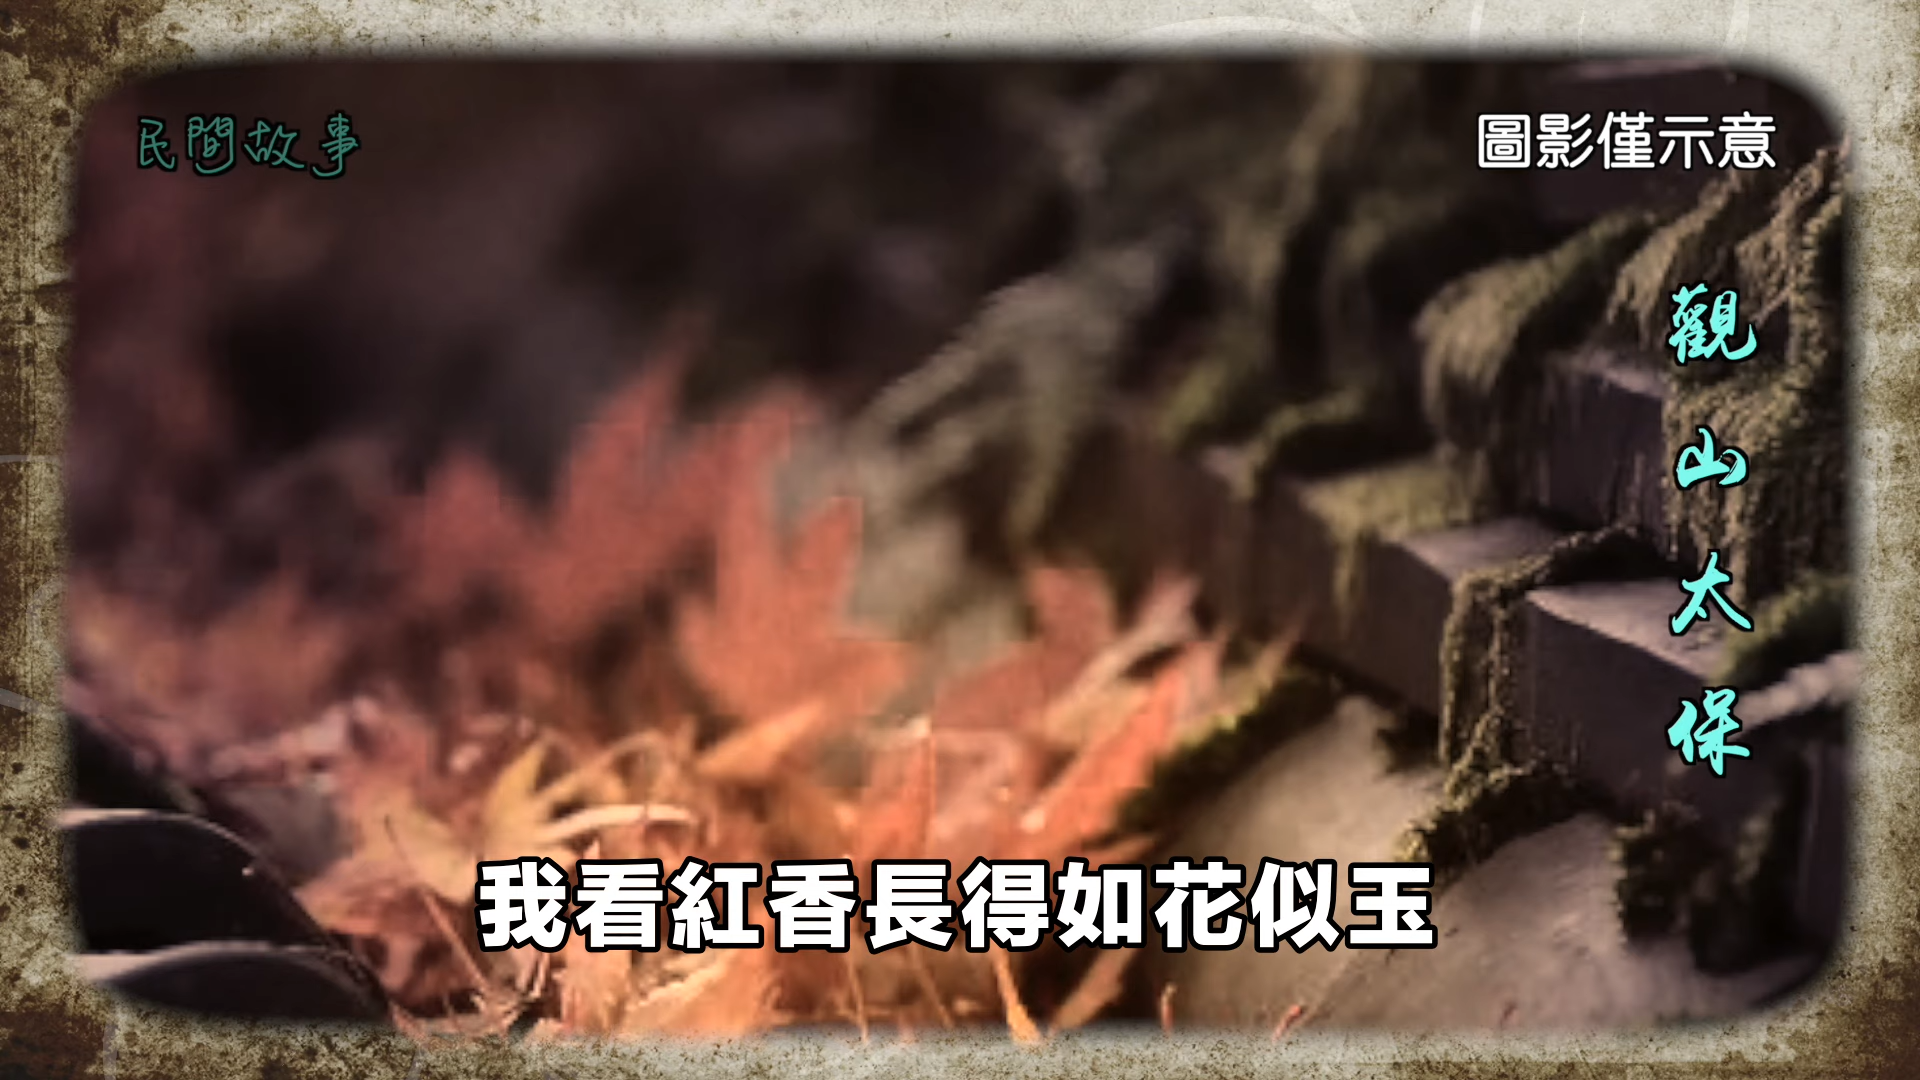 民間故事
圖影僅示意
觀山太保
我看紅香長得如花似玉